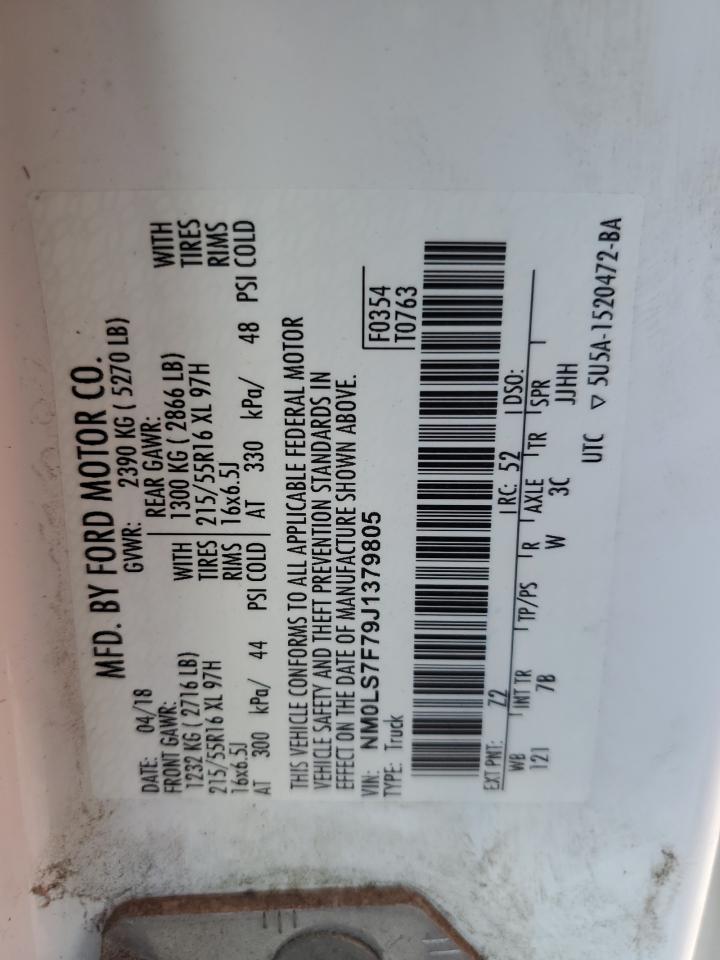 MFD. BY FORD MOTOR CO.
DATE: 04/18 GVWR: 2390 KG ( 5270 LB)
FRONT GAWR: REAR GAWR:
1232 KG ( 2716 LB) WITH 1300 KG ( 2866 LB) WITH
215/55R16 XL 97H TIRES 215/55R16 XL 97H TIRES
16x6.5J RIMS 16x6.5J RIMS
AT 300 kPa/ 44 PSI COLD AT 330 kPa/ 48 PSI COLD
THIS VEHICLE CONFORMS TO ALL APPLICABLE FEDERAL MOTOR
VEHICLE SAFETY AND THEFT PREVENTION STANDARDS IN
EFFECT ON THE DATE OF MANUFACTURE SHOWN ABOVE.
VIN: NM0LS7F79J1379805 F0354
TYPE: Truck T0763
EXT PNT: Z2 RC: 52 DSO:
WB INT TR TP/PS R AXLE TR SPR
121 7B W 3C JJHH
UTC ▽ 5U5A-1520472-BA